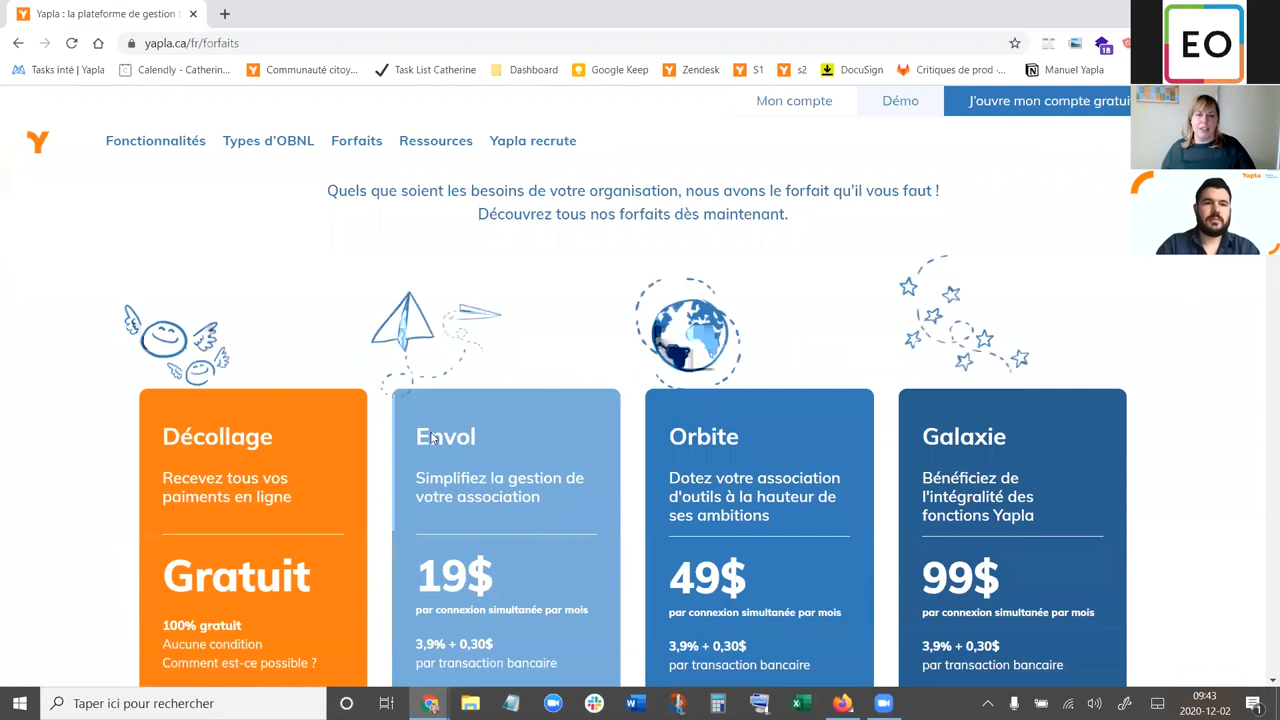 Yapla : la plateforme de gestion
yapla.ca/fr/forfaits
18
Tasks inté | Yapla
Calendly - Catherin...
Communauté citoy...
Task List Catherine
Dashboard
Google Keep
Zendesk
S1
s2
DocuSign
Critiques de prod -...
Manuel Yapla
EO
Yapla
Mon compte
Démo
J'ouvre mon compte gratui
Fonctionnalités
Types d'OBNL
Forfaits
Ressources
Yapla recrute
Quels que soient les besoins de votre organisation, nous avons le forfait qu'il vous faut !
Découvrez tous nos forfaits dès maintenant.
Décollage
Recevez tous vos
paiments en ligne
Gratuit
100% gratuit
Aucune condition
Comment est-ce possible ?
Envol
Simplifiez la gestion de
votre association
19$
par connexion simultanée par mois
3,9% + 0,30$
par transaction bancaire
Orbite
Dotez votre association
d'outils à la hauteur de
ses ambitions
49$
par connexion simultanée par mois
3,9% + 0,30$
par transaction bancaire
Galaxie
Bénéficiez de
l'intégralité des
fonctions Yapla
99$
par connexion simultanée par mois
3,9% + 0,30$
par transaction bancaire
Taper ici pour rechercher
09:43
2020-12-02